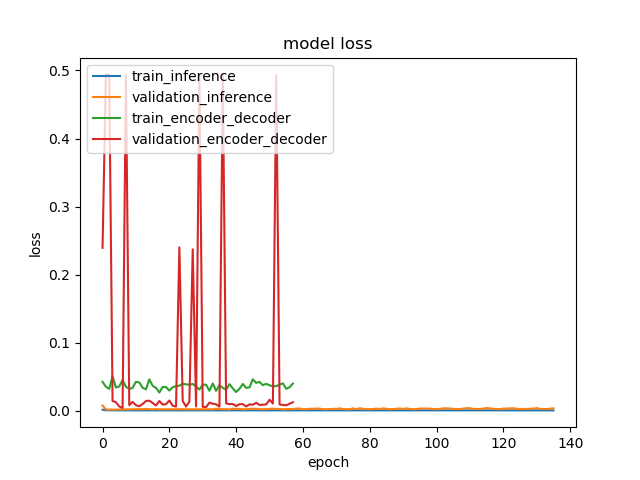 model loss
train_inference
validation_inference
train_encoder_decoder
validation_encoder_decoder
loss
0.5
0.4
0.3
0.2
0.1
0.0
0 20 40 60 80 100 120 140
epoch